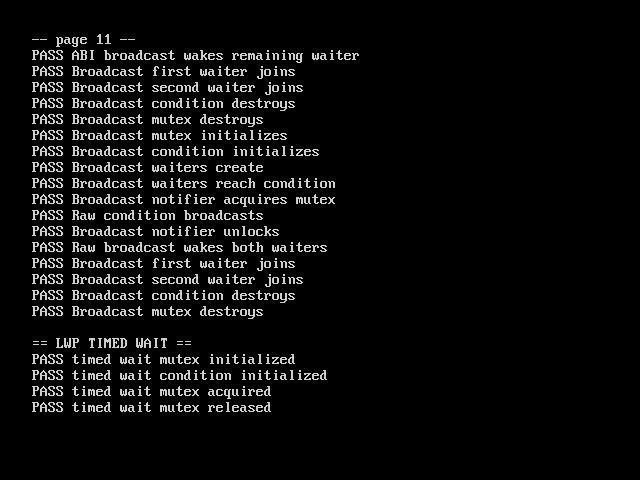 -- page 11 --
PASS ABI broadcast wakes remaining waiter
PASS Broadcast first waiter joins
PASS Broadcast second waiter joins
PASS Broadcast condition destroys
PASS Broadcast mutex destroys
PASS Broadcast mutex initializes
PASS Broadcast condition initializes
PASS Broadcast waiters create
PASS Broadcast waiters reach condition
PASS Broadcast notifier acquires mutex
PASS Raw condition broadcasts
PASS Broadcast notifier unlocks
PASS Raw broadcast wakes both waiters
PASS Broadcast first waiter joins
PASS Broadcast second waiter joins
PASS Broadcast condition destroys
PASS Broadcast mutex destroys
== LWP TIMED WAIT ==
PASS timed wait mutex initialized
PASS timed wait condition initialized
PASS timed wait mutex acquired
PASS timed wait mutex released